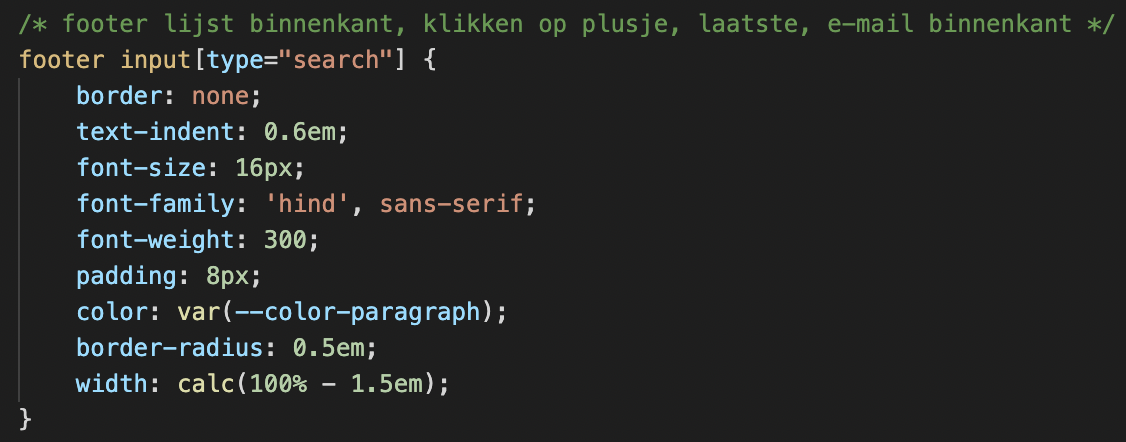 /* footer lijst binnenkant, klikken op plusje, laatste, e-mail binnenkant */
footer input[type="search"] {
    border: none;
    text-indent: 0.6em;
    font-size: 16px;
    font-family: 'hind', sans-serif;
    font-weight: 300;
    padding: 8px;
    color: var(--color-paragraph);
    border-radius: 0.5em;
    width: calc(100% - 1.5em);
}